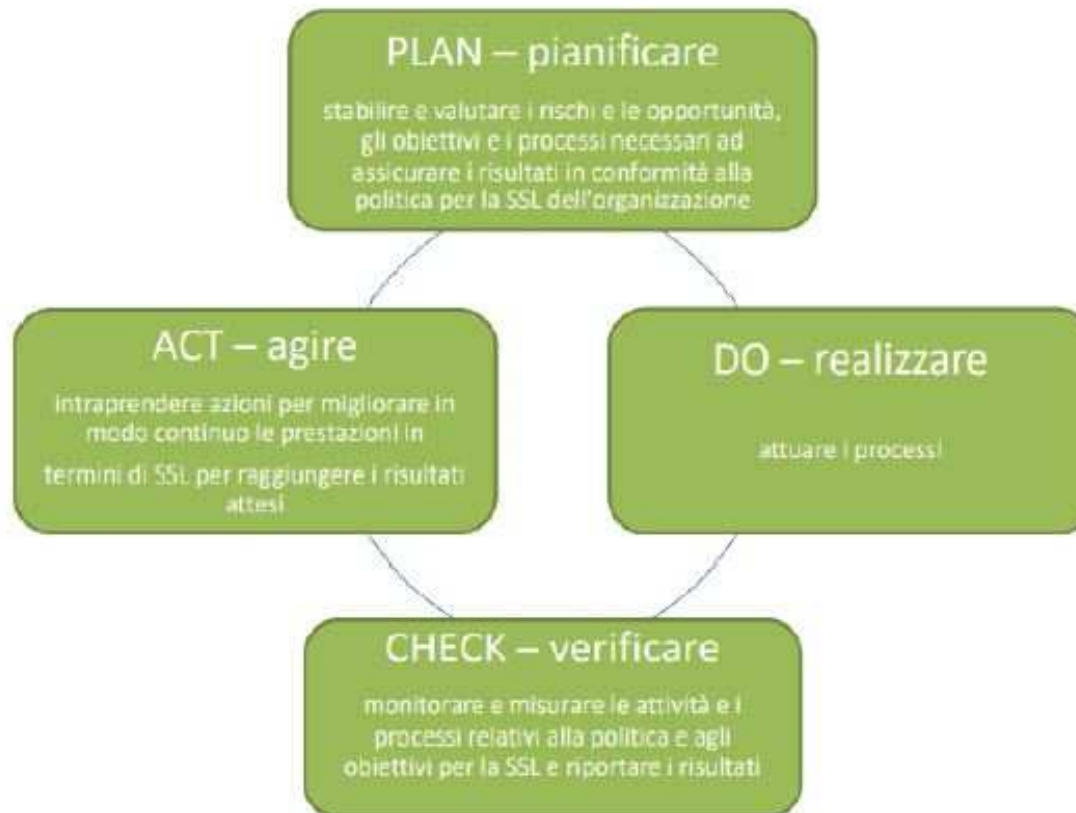 PLAN – pianificare
stabilire e valutare i rischi e le opportunità,
gli obiettivi e i processi necessari ad
assicurare i risultati in conformità alla
politica per la SSL dell'organizzazione
ACT – agire
intraprendere azioni per migliorare in
modo continuo le prestazioni in
termini di SSL per raggiungere i risultati
attesi
DO – realizzare
attuare i processi
CHECK – verificare
monitorare e misurare le attività e i
processi relativi alla politica e agli
obiettivi per la SSL e riportare i risultati